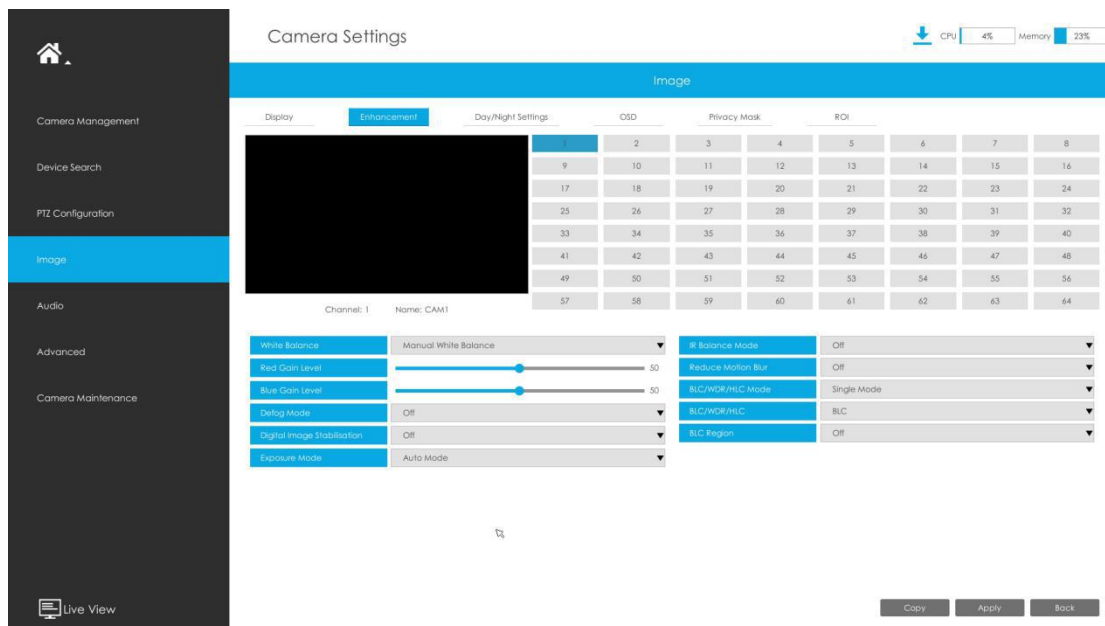 Camera Settings
CPU 4% Memory 23%
Image
Camera Management
Device Search
PTZ Configuration
Image
Audio
Advanced
Camera Maintenance
Live View
Display Enhancement Day/Night Settings OSD Privacy Mask ROI
1 2 3 4 5 6 7 8
9 10 11 12 13 14 15 16
17 18 19 20 21 22 23 24
25 26 27 28 29 30 31 32
33 34 35 36 37 38 39 40
41 42 43 44 45 46 47 48
49 50 51 52 53 54 55 56
57 58 59 60 61 62 63 64
Channel: 1 Name: CAM1
White Balance Manual White Balance
Red Gain Level 50
Blue Gain Level 50
Defog Mode Off
Digital Image Stabilisation Off
Exposure Mode Auto Mode
IR Balance Mode Off
Reduce Motion Blur Off
BLC/WDR/HLC Mode Single Mode
BLC/WDR/HLC BLC
BLC Region Off
Copy Apply Back